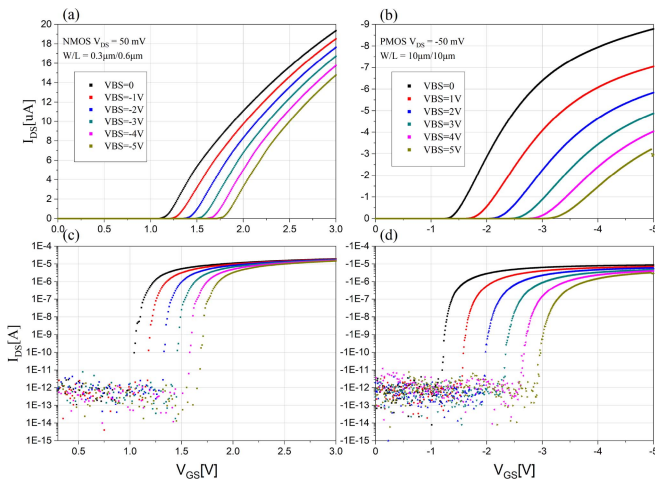 (a)
NMOS V_DS = 50 mV
W/L = 0.3μm/0.6μm
VBS=0
VBS=-1V
VBS=-2V
VBS=-3V
VBS=-4V
VBS=-5V
I_DS[uA]
20
18
16
14
12
10
8
6
4
2
0
0.0 0.5 1.0 1.5 2.0 2.5 3.0
(b)
PMOS V_DS = -50 mV
W/L = 10μm/10μm
VBS=0
VBS=1V
VBS=2V
VBS=3V
VBS=4V
VBS=5V
-9
-8
-7
-6
-5
-4
-3
-2
-1
0
0 -1 -2 -3 -4 -5
(c)
I_DS[A]
1E-4
1E-5
1E-6
1E-7
1E-8
1E-9
1E-10
1E-11
1E-12
1E-13
1E-14
1E-15
0.5 1.0 1.5 2.0 2.5 3.0
V_GS[V]
(d)
-1E-4
-1E-5
-1E-6
-1E-7
-1E-8
-1E-9
-1E-10
-1E-11
-1E-12
-1E-13
-1E-14
-1E-15
0 -1 -2 -3 -4 -5
V_GS[V]